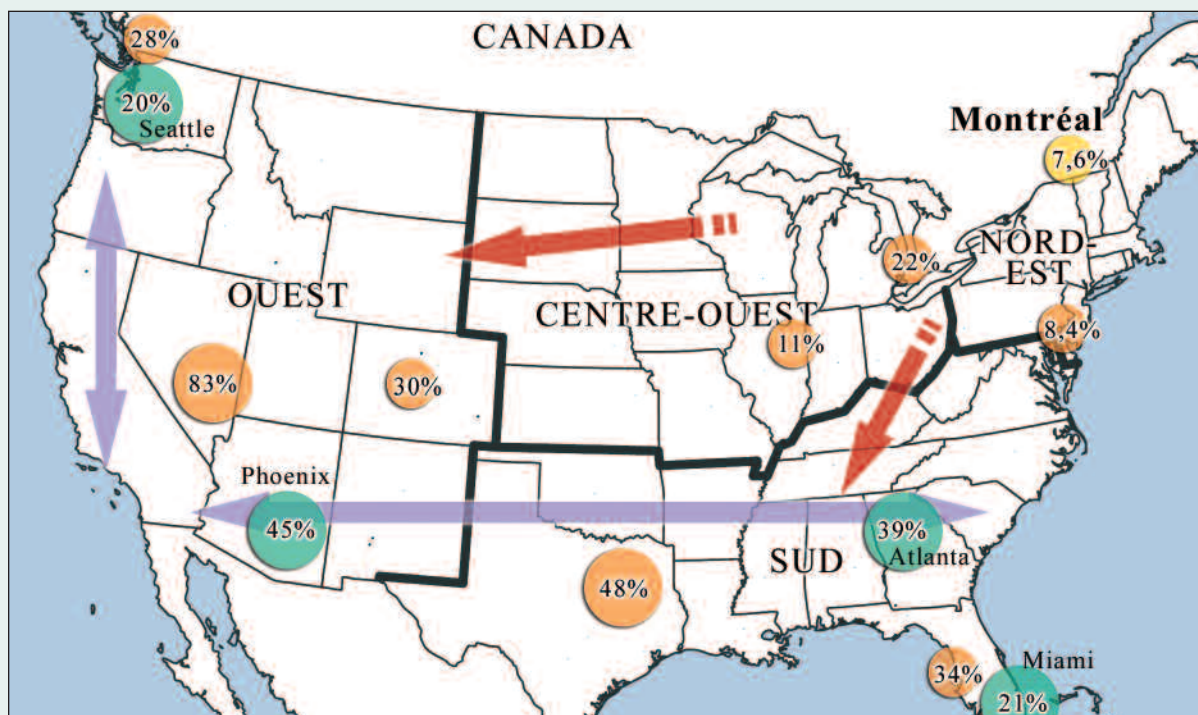 CANADA
28%
20%
Seattle
Montréal
7,6%
NORD-
EST
22%
OUEST
CENTRE-OUEST
8,4%
11%
83%
30%
Phoenix
45%
39%
Atlanta
SUD
48%
Miami
34%
21%